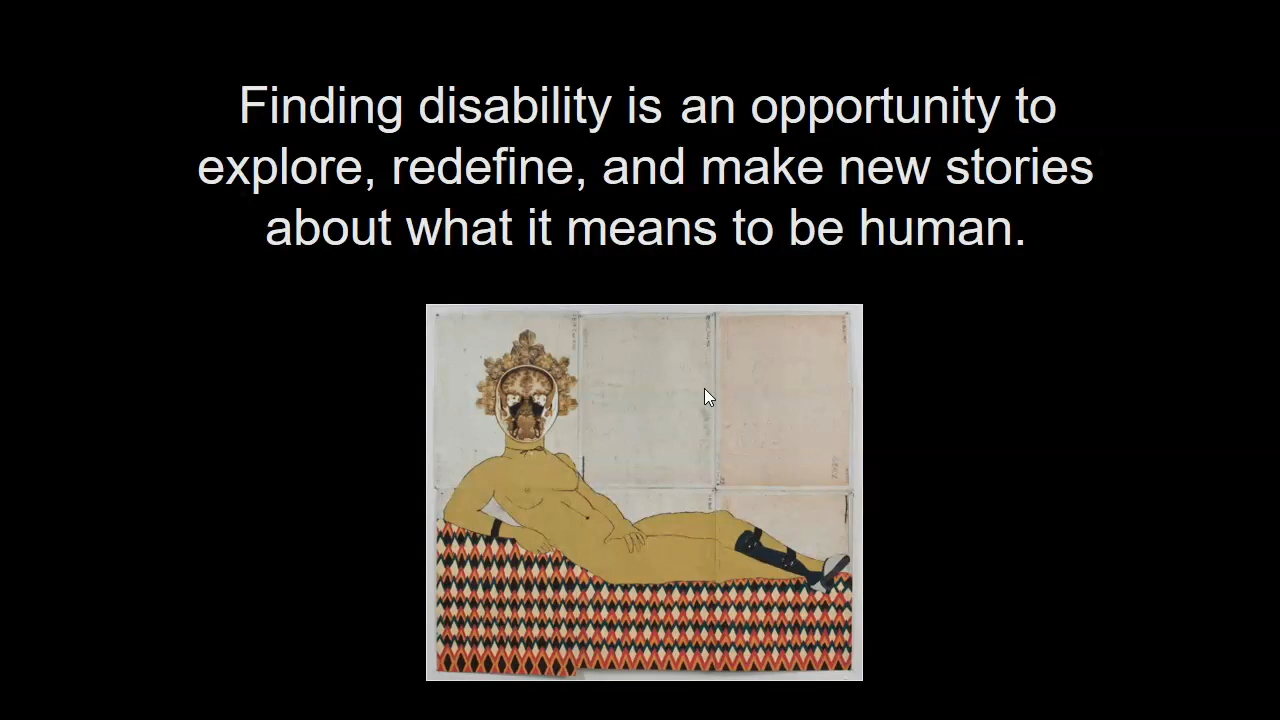 Finding disability is an opportunity to
explore, redefine, and make new stories
about what it means to be human.